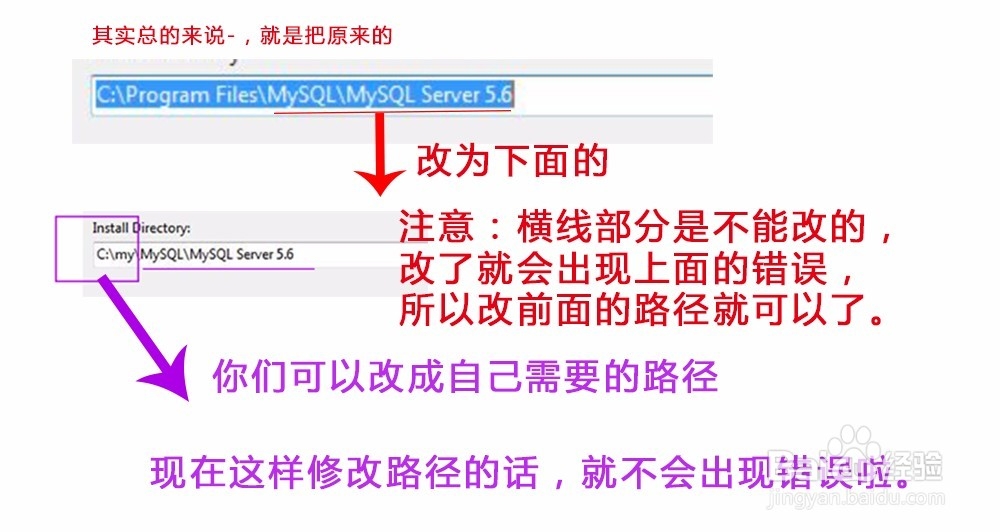 其实总的来说-，就是把原来的
C:\Program Files\MySQL\MySQL Server 5.6
改为下面的
注意：横线部分是不能改的，
改了就会出现上面的错误，
所以改前面的路径就可以了。
Install Directory:
C:\my\MySQL\MySQL Server 5.6
你们可以改成自己需要的路径
现在这样修改路径的话，就不会出现错误啦。
Baidu经验
jingyan.baidu.com